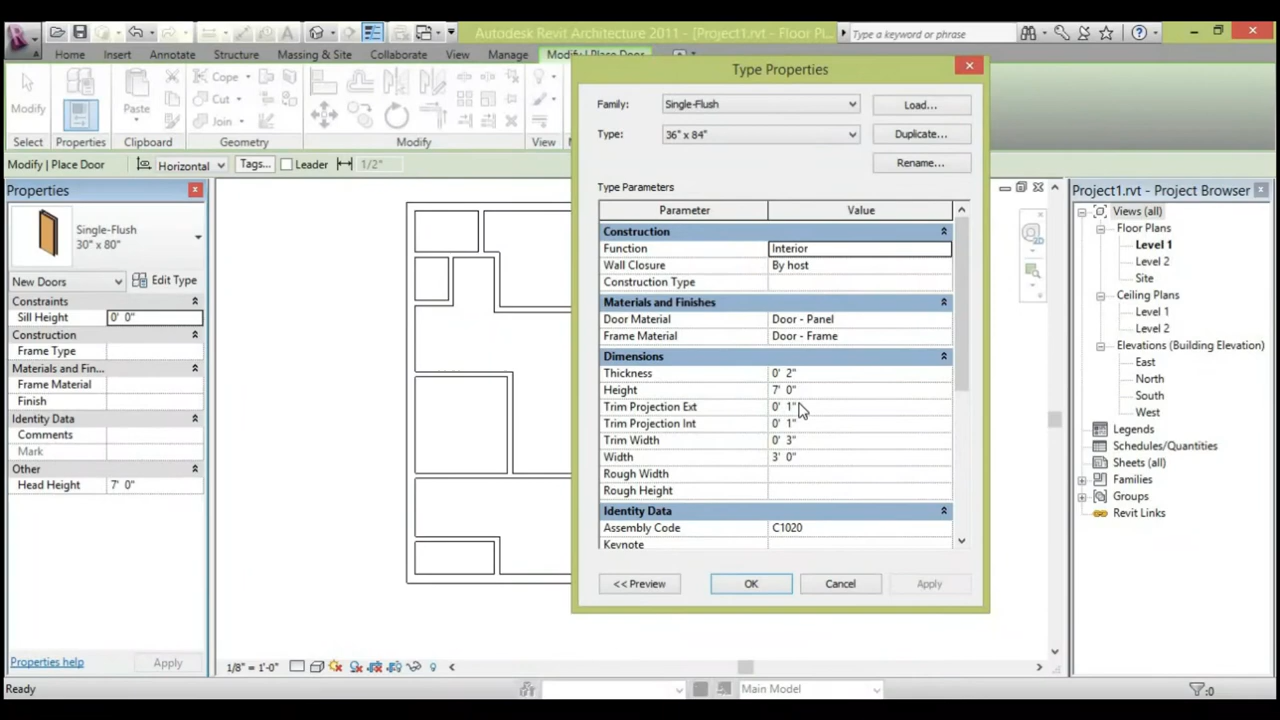 Autodesk Revit Architecture 2011 - [Project1.rvt - Floor Pl...
Type a keyword or phrase
Home Insert Annotate Structure Massing & Site Collaborate View Manage Modify | Place Door
Modify
Paste
Cope
Cut
Join
Select Properties Clipboard Geometry Modify View
Modify | Place Door Horizontal Tags... Leader 1/2"
Properties
Single-Flush
30" x 80"
New Doors Edit Type
Constraints
Sill Height 0' 0"
Construction
Frame Type
Materials and Fin...
Frame Material
Finish
Identity Data
Comments
Mark
Other
Head Height 7' 0"
Properties help Apply
Type Properties
Family: Single-Flush Load...
Type: 36" x 84" Duplicate...
Rename...
Type Parameters
Parameter Value
Construction
Function Interior
Wall Closure By host
Construction Type
Materials and Finishes
Door Material Door - Panel
Frame Material Door - Frame
Dimensions
Thickness 0' 2"
Height 7' 0"
Trim Projection Ext 0' 1"
Trim Projection Int 0' 1"
Trim Width 0' 3"
Width 3' 0"
Rough Width
Rough Height
Identity Data
Assembly Code C1020
Keynote
<< Preview OK Cancel Apply
Project1.rvt - Project Browser
Views (all)
Floor Plans
Level 1
Level 2
Site
Ceiling Plans
Level 1
Level 2
Elevations (Building Elevation)
East
North
South
West
Legends
Schedules/Quantities
Sheets (all)
Families
Groups
Revit Links
1/8" = 1'-0"
Ready Main Model :0